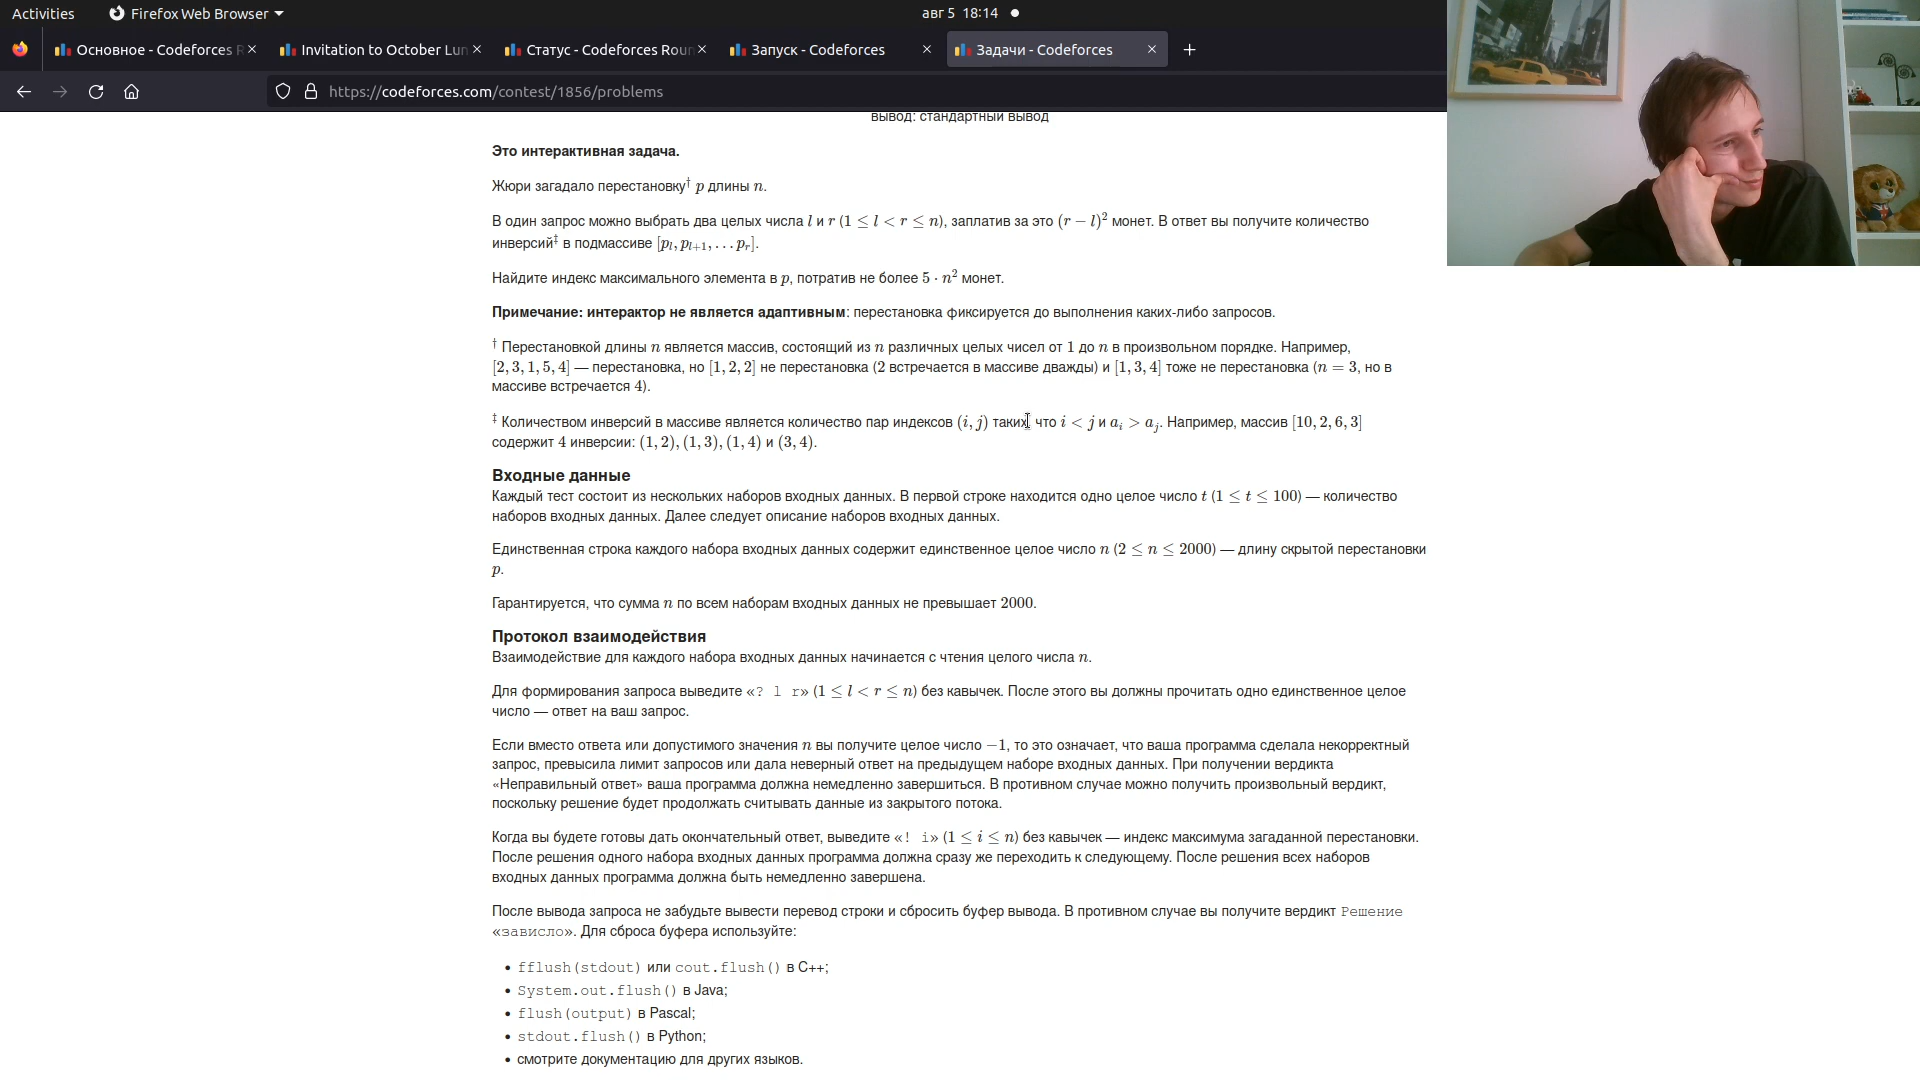 Activities Firefox Web Browser авг 5 18:14
Основное - Codeforces R Invitation to October Lun Статус - Codeforces Roun Запуск - Codeforces Задачи - Codeforces
https://codeforces.com/contest/1856/problems
вывод: стандартный вывод
Это интерактивная задача.
Жюри загадало перестановку† p длины n.
В один запрос можно выбрать два целых числа l и r (1 ≤ l < r ≤ n), заплатив за это (r − l)² монет. В ответ вы получите количество
инверсий‡ в подмассиве [pₗ, pₗ₊₁, … pᵣ].
Найдите индекс максимального элемента в p, потратив не более 5 · n² монет.
Примечание: интерактор не является адаптивным: перестановка фиксируется до выполнения каких-либо запросов.
† Перестановкой длины n является массив, состоящий из n различных целых чисел от 1 до n в произвольном порядке. Например,
[2, 3, 1, 5, 4] — перестановка, но [1, 2, 2] не перестановка (2 встречается в массиве дважды) и [1, 3, 4] тоже не перестановка (n = 3, но в
массиве встречается 4).
‡ Количеством инверсий в массиве является количество пар индексов (i, j) таких, что i < j и aᵢ > aⱼ. Например, массив [10, 2, 6, 3]
содержит 4 инверсии: (1, 2), (1, 3), (1, 4) и (3, 4).
Входные данные
Каждый тест состоит из нескольких наборов входных данных. В первой строке находится одно целое число t (1 ≤ t ≤ 100) — количество
наборов входных данных. Далее следует описание наборов входных данных.
Единственная строка каждого набора входных данных содержит единственное целое число n (2 ≤ n ≤ 2000) — длину скрытой перестановки
p.
Гарантируется, что сумма n по всем наборам входных данных не превышает 2000.
Протокол взаимодействия
Взаимодействие для каждого набора входных данных начинается с чтения целого числа n.
Для формирования запроса выведите «? l r» (1 ≤ l < r ≤ n) без кавычек. После этого вы должны прочитать одно единственное целое
число — ответ на ваш запрос.
Если вместо ответа или допустимого значения n вы получите целое число −1, то это означает, что ваша программа сделала некорректный
запрос, превысила лимит запросов или дала неверный ответ на предыдущем наборе входных данных. При получении вердикта
«Неправильный ответ» ваша программа должна немедленно завершиться. В противном случае можно получить произвольный вердикт,
поскольку решение будет продолжать считывать данные из закрытого потока.
Когда вы будете готовы дать окончательный ответ, выведите «! i» (1 ≤ i ≤ n) без кавычек — индекс максимума загаданной перестановки.
После решения одного набора входных данных программа должна сразу же переходить к следующему. После решения всех наборов
входных данных программа должна быть немедленно завершена.
После вывода запроса не забудьте вывести перевод строки и сбросить буфер вывода. В противном случае вы получите вердикт Решение
«зависло». Для сброса буфера используйте:
• fflush(stdout) или cout.flush() в C++;
• System.out.flush() в Java;
• flush(output) в Pascal;
• stdout.flush() в Python;
• смотрите документацию для других языков.